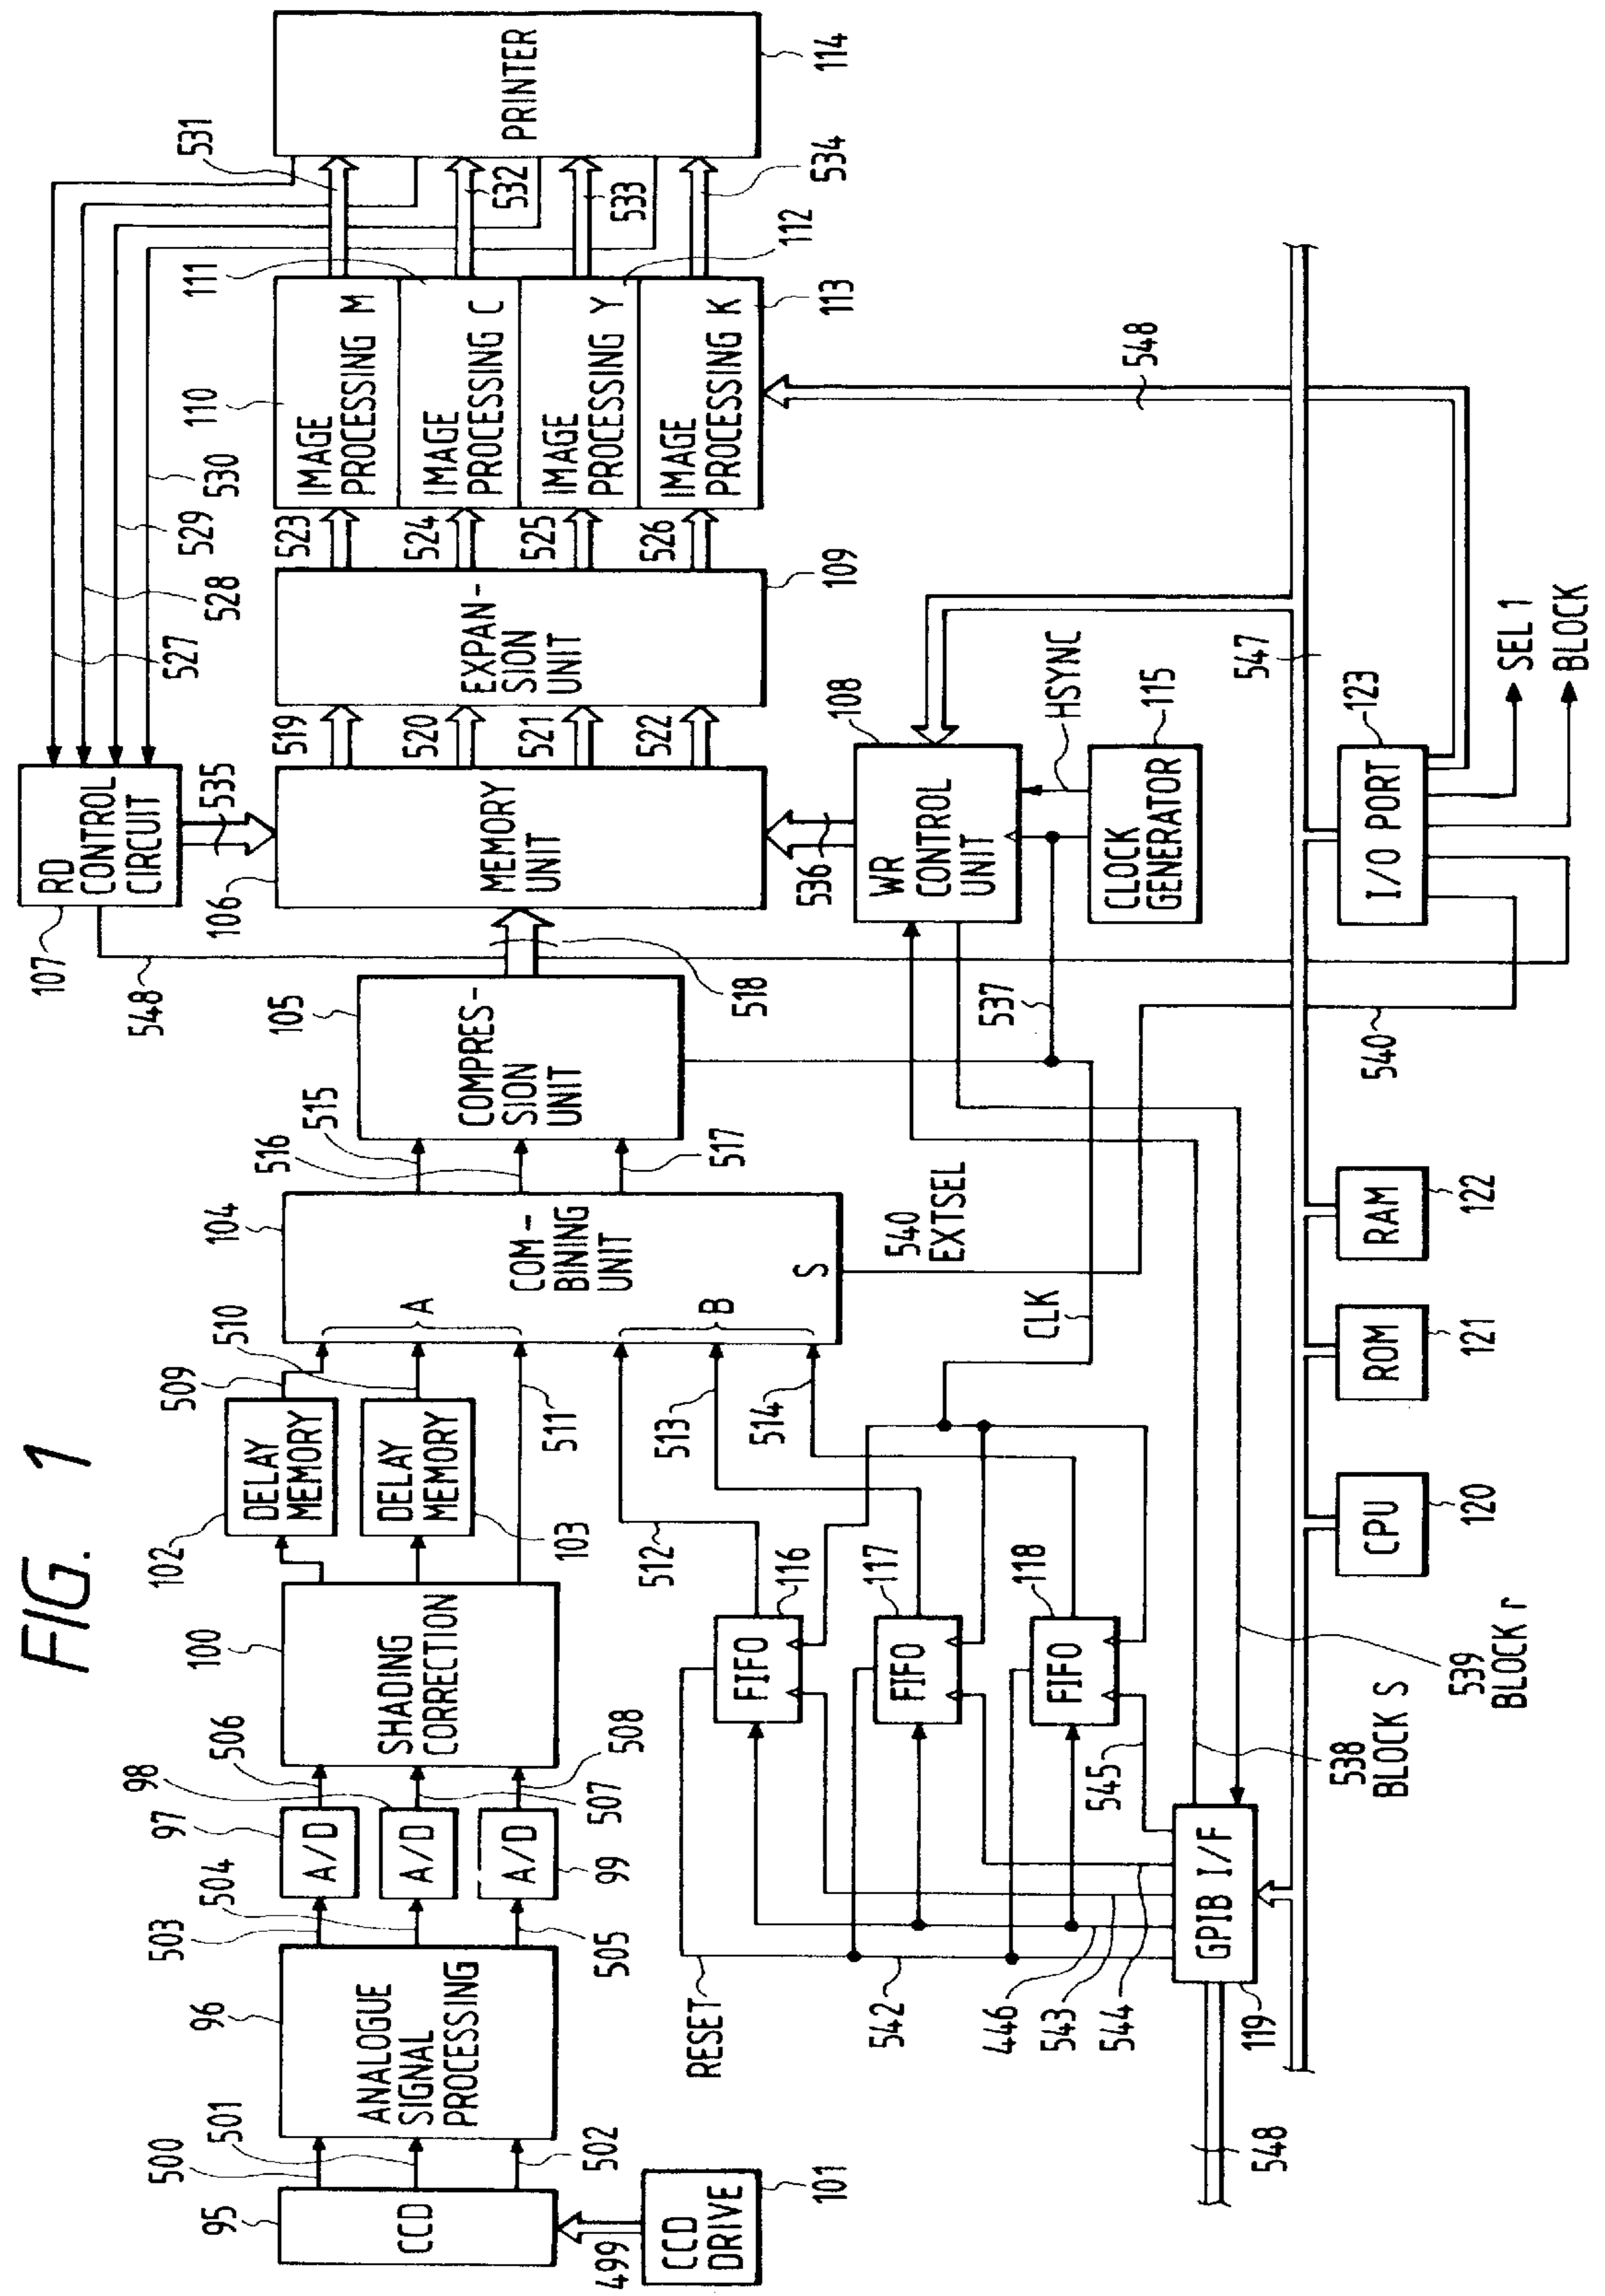 FIG. 1
95
CCD
499
CCD
DRIVE
101
500
501
502
96
ANALOGUE
SIGNAL
PROCESSING
503
504
505
97
98
99
A/D
A/D
A/D
506
507
508
100
SHADING
CORRECTION
102
DELAY
MEMORY
DELAY
MEMORY
103
509
510
511
512
513
514
104
A
B
S
COM-
BINING
UNIT
515
516
517
540
EXTSEL
105
COMPRES-
SION
UNIT
518
548
107
RD
CONTROL
CIRCUIT
535
106
MEMORY
UNIT
536
527
528
529
530
519
520
521
522
EXPAN-
SION
UNIT
109
523
524
525
526
110
111
112
113
IMAGE
PROCESSING M
IMAGE
PROCESSING C
IMAGE
PROCESSING Y
IMAGE
PROCESSING K
531
532
533
534
PRINTER
114
RESET
542
446
543
544
545
FIFO
116
FIFO
117
FIFO
118
GPIB I/F
119
548
538
BLOCK S
539
BLOCK r
CLK
537
108
WR
CONTROL
UNIT
HSYNC
CLOCK
GENERATOR
115
547
548
CPU
120
ROM
121
RAM
122
540
I/O PORT
123
SEL 1
BLOCK